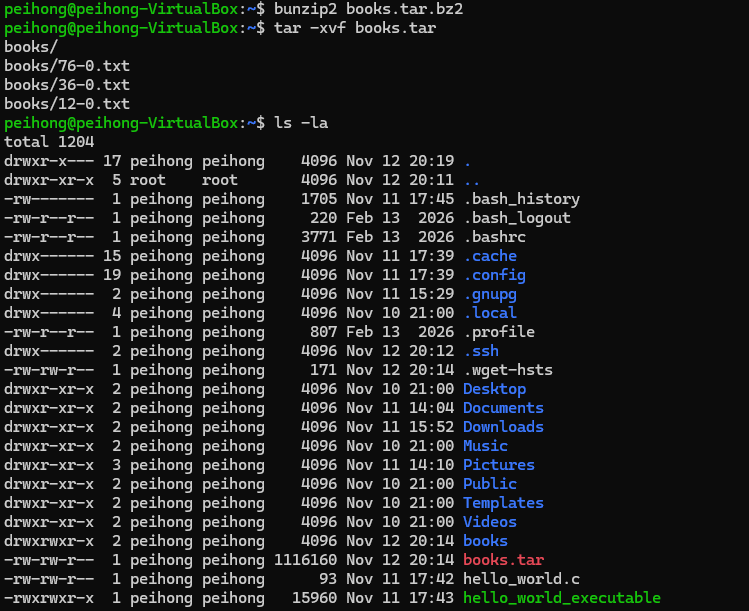 peihong@peihong-VirtualBox:~$ bunzip2 books.tar.bz2
peihong@peihong-VirtualBox:~$ tar -xvf books.tar
books/
books/76-0.txt
books/36-0.txt
books/12-0.txt
peihong@peihong-VirtualBox:~$ ls -la
total 1204
drwxr-x--- 17 peihong peihong    4096 Nov 12 20:19 .
drwxr-xr-x  5 root    root       4096 Nov 12 20:11 ..
-rw-------  1 peihong peihong    1705 Nov 11 17:45 .bash_history
-rw-r--r--  1 peihong peihong     220 Feb 13  2026 .bash_logout
-rw-r--r--  1 peihong peihong    3771 Feb 13  2026 .bashrc
drwx------ 15 peihong peihong    4096 Nov 11 17:39 .cache
drwx------ 19 peihong peihong    4096 Nov 11 17:39 .config
drwx------  2 peihong peihong    4096 Nov 11 15:29 .gnupg
drwx------  4 peihong peihong    4096 Nov 10 21:00 .local
-rw-r--r--  1 peihong peihong     807 Feb 13  2026 .profile
drwx------  2 peihong peihong    4096 Nov 12 20:12 .ssh
-rw-rw-r--  1 peihong peihong     171 Nov 12 20:14 .wget-hsts
drwxr-xr-x  2 peihong peihong    4096 Nov 10 21:00 Desktop
drwxr-xr-x  2 peihong peihong    4096 Nov 11 14:04 Documents
drwxr-xr-x  2 peihong peihong    4096 Nov 11 15:52 Downloads
drwxr-xr-x  2 peihong peihong    4096 Nov 10 21:00 Music
drwxr-xr-x  3 peihong peihong    4096 Nov 11 14:10 Pictures
drwxr-xr-x  2 peihong peihong    4096 Nov 10 21:00 Public
drwxr-xr-x  2 peihong peihong    4096 Nov 10 21:00 Templates
drwxr-xr-x  2 peihong peihong    4096 Nov 10 21:00 Videos
drwxrwxr-x  2 peihong peihong    4096 Nov 12 20:14 books
-rw-rw-r--  1 peihong peihong 1116160 Nov 12 20:14 books.tar
-rw-rw-r--  1 peihong peihong      93 Nov 11 17:42 hello_world.c
-rwxrwxr-x  1 peihong peihong   15960 Nov 11 17:43 hello_world_executable